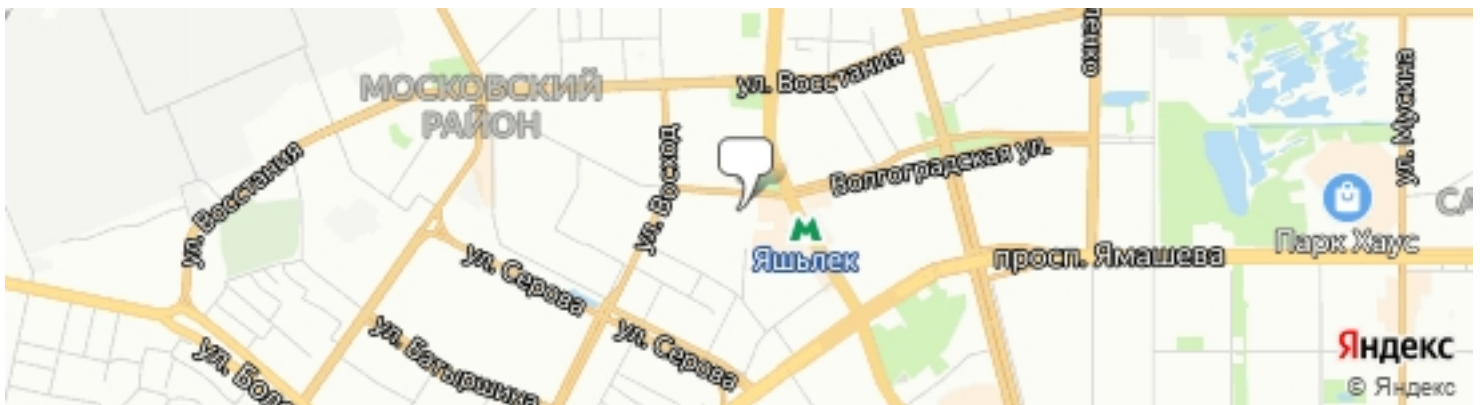 ул. Восстания
МОСКОВСКИЙ
РАЙОН
ул. Восход
ул. Восстания
Волгоградская ул.
ул. Мусина
М
Яшьлек
просп. Ямашева
Парк Хаус
ул. Серова
ул. Серова
ул. Батыршина
Яндекс
© Яндекс